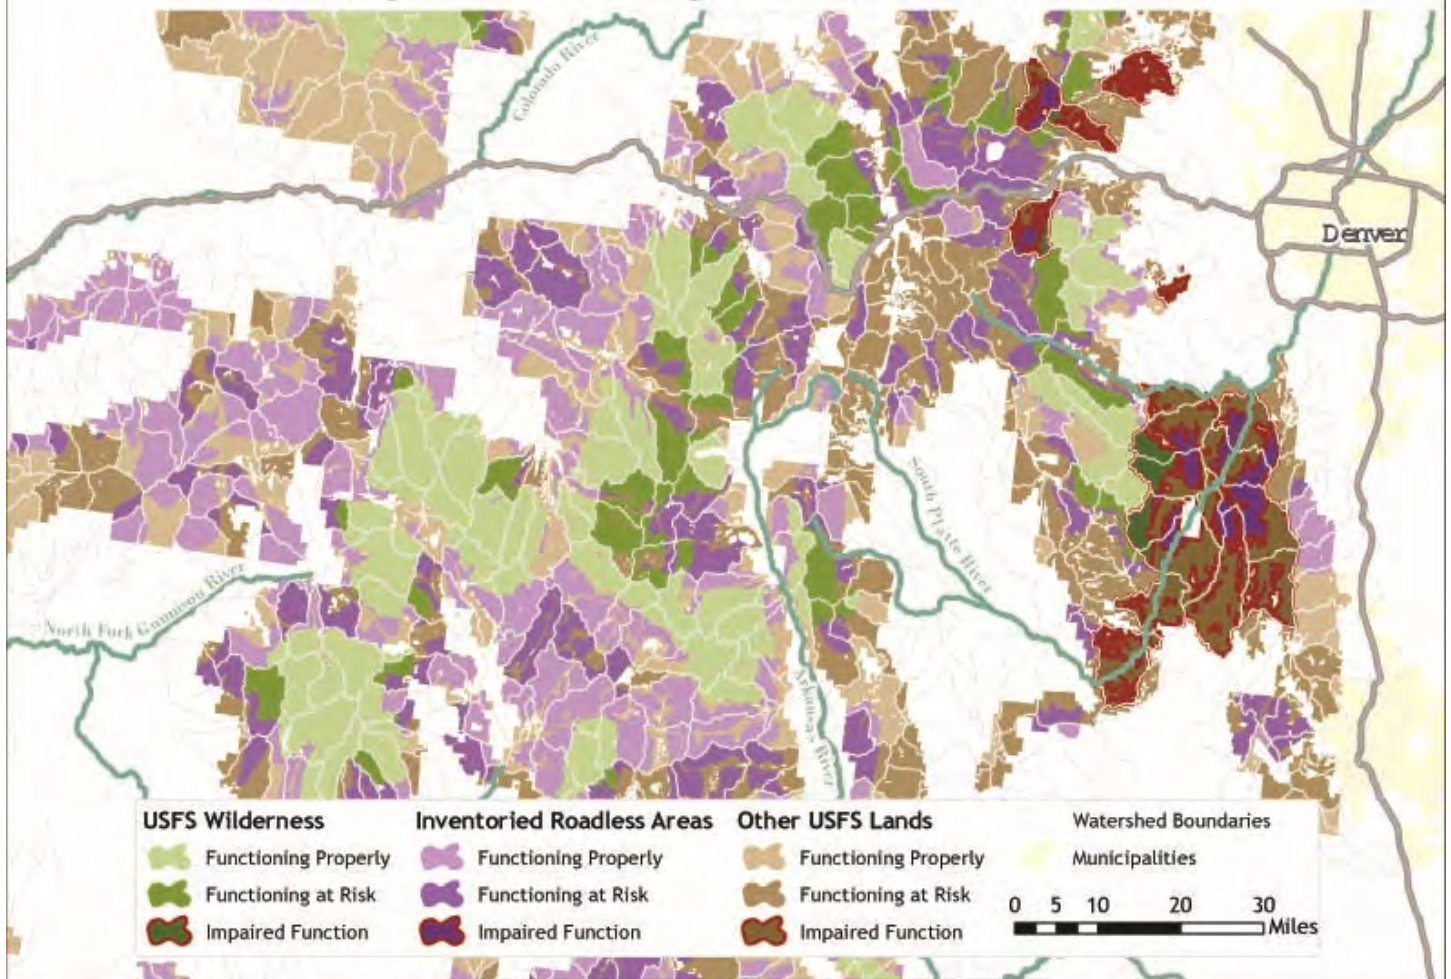 Colorado River
Denver
South Platte River
North Fork Gunnison River
Arkansas River
USFS Wilderness
Functioning Properly
Functioning at Risk
Impaired Function
Inventoried Roadless Areas
Functioning Properly
Functioning at Risk
Impaired Function
Other USFS Lands
Functioning Properly
Functioning at Risk
Impaired Function
Watershed Boundaries
Municipalities
0 5 10 20 30
Miles